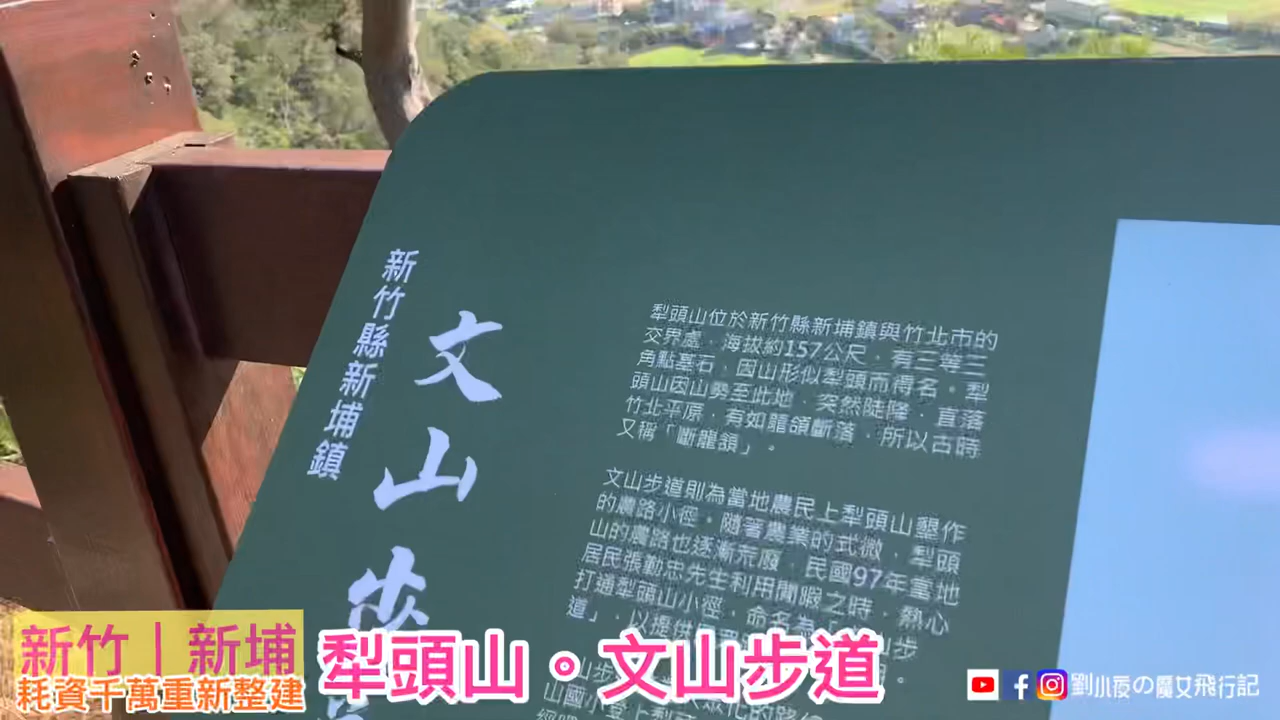 新竹縣新埔鎮
文山步
犁頭山位於新竹縣新埔鎮與竹北市的
交界處，海拔約157公尺，有三等三
角點基石，因山形似犁頭而得名。犁
頭山因山勢至此地，突然陡降，直落
竹北平原，有如龍頷斷落，所以古時
又稱「斷龍頷」。
文山步道則為當地農民上犁頭山墾作
的農路小徑，隨著農業的式微，犁頭
山的農路也逐漸荒廢，民國97年當地
居民張勤忠先生利用閒暇之時，熱心
打通犁頭山小徑，命名為「文山步
道」，以提供
新竹｜新埔
耗資千萬重新整建
犁頭山。文山步道
劉小夜の魔女飛行記